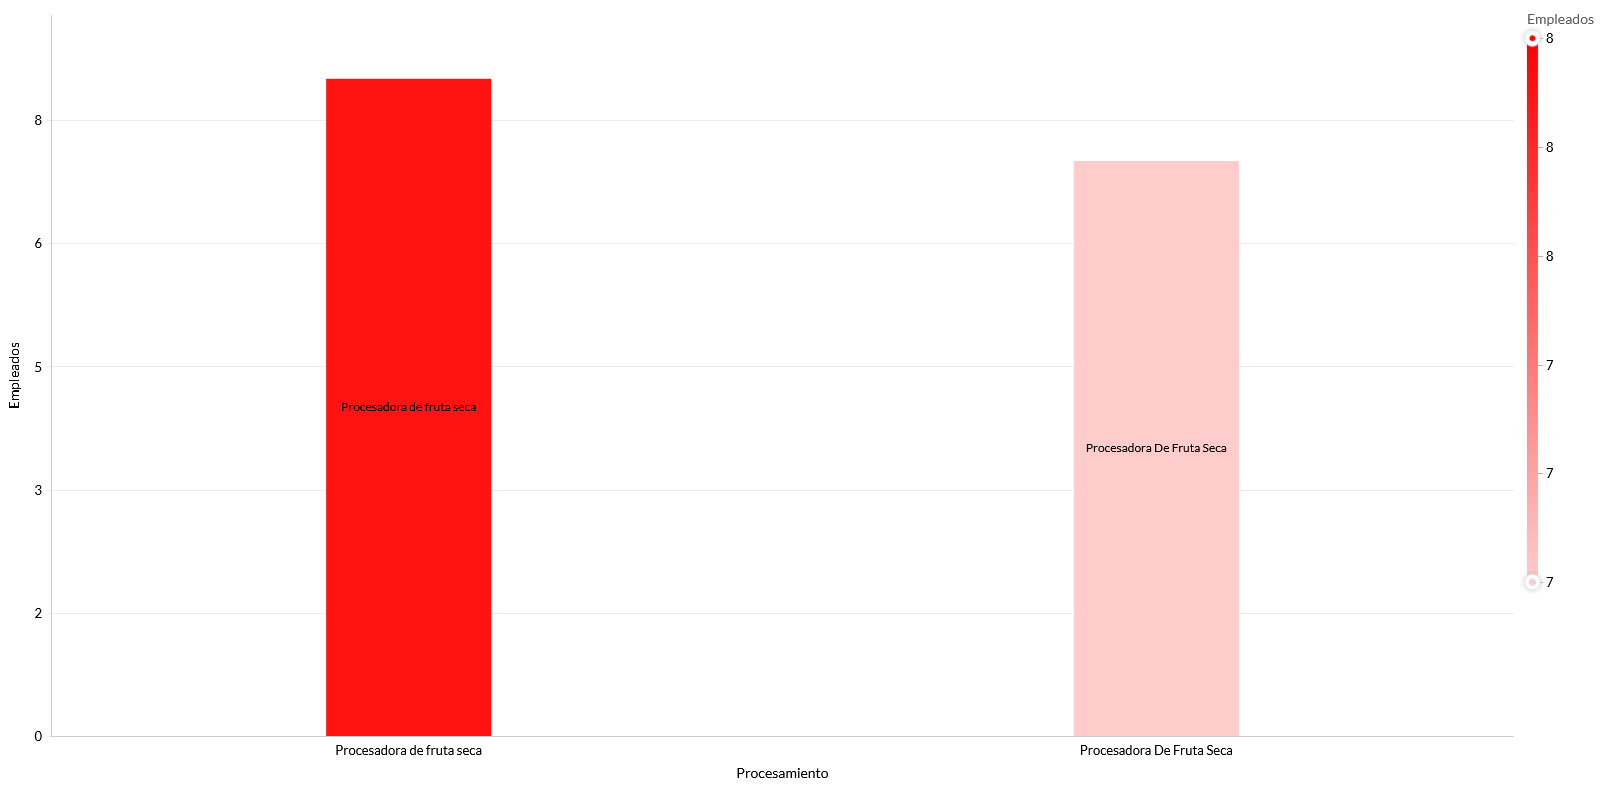 Empleados
8
8
8
7
7
7
8
6
5
3
2
0
Empleados
Procesadora de fruta seca
Procesadora De Fruta Seca
Procesadora de fruta seca
Procesadora De Fruta Seca
Procesamiento